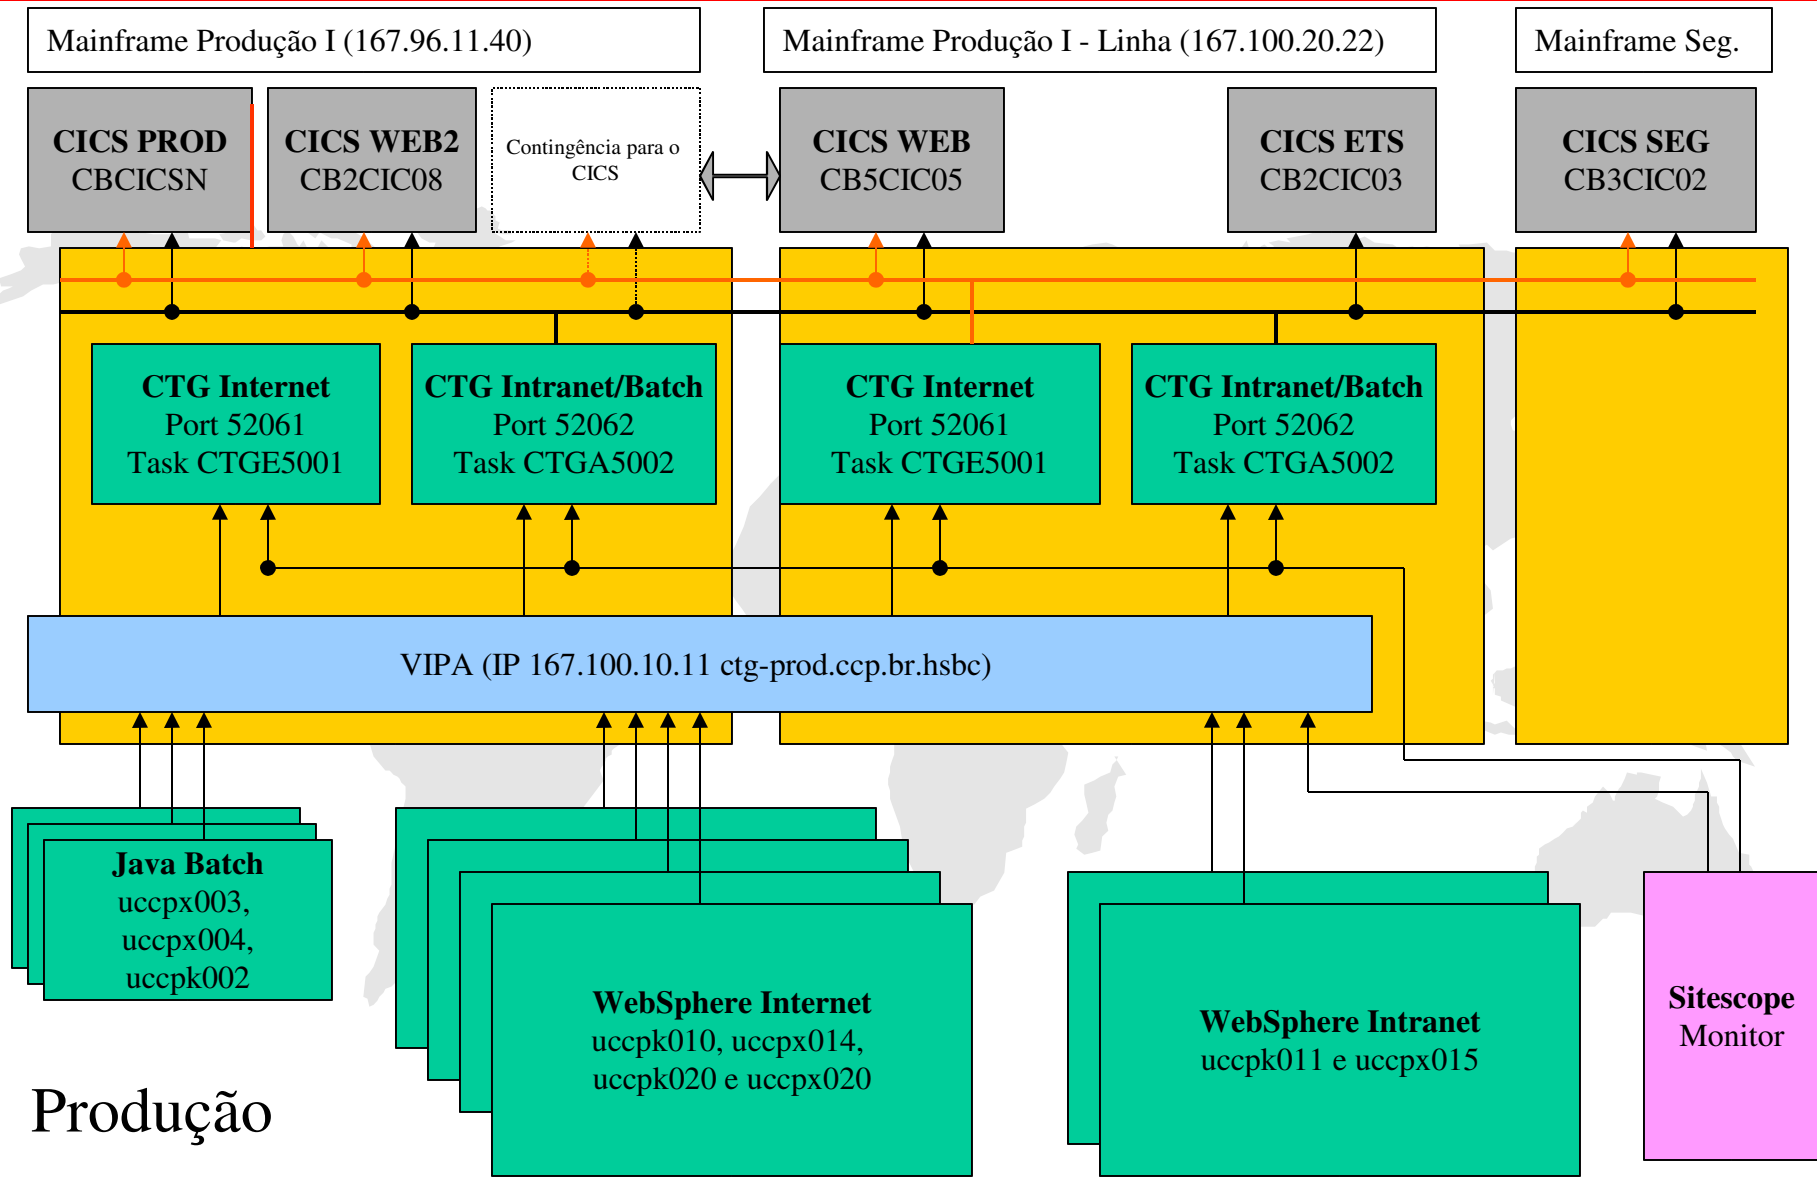 Mainframe Produção I (167.96.11.40)
Mainframe Produção I - Linha (167.100.20.22)
Mainframe Seg.
CICS PROD
CBCICSN
CICS WEB2
CB2CIC08
Contingência para o
CICS
CICS WEB
CB5CIC05
CICS ETS
CB2CIC03
CICS SEG
CB3CIC02
CTG Internet
Port 52061
Task CTGE5001
CTG Intranet/Batch
Port 52062
Task CTGA5002
CTG Internet
Port 52061
Task CTGE5001
CTG Intranet/Batch
Port 52062
Task CTGA5002
VIPA (IP 167.100.10.11 ctg-prod.ccp.br.hsbc)
Java Batch
uccpx003,
uccpx004,
uccpk002
WebSphere Internet
uccpk010, uccpx014,
uccpk020 e uccpx020
WebSphere Intranet
uccpk011 e uccpx015
Sitescope
Monitor
Produção